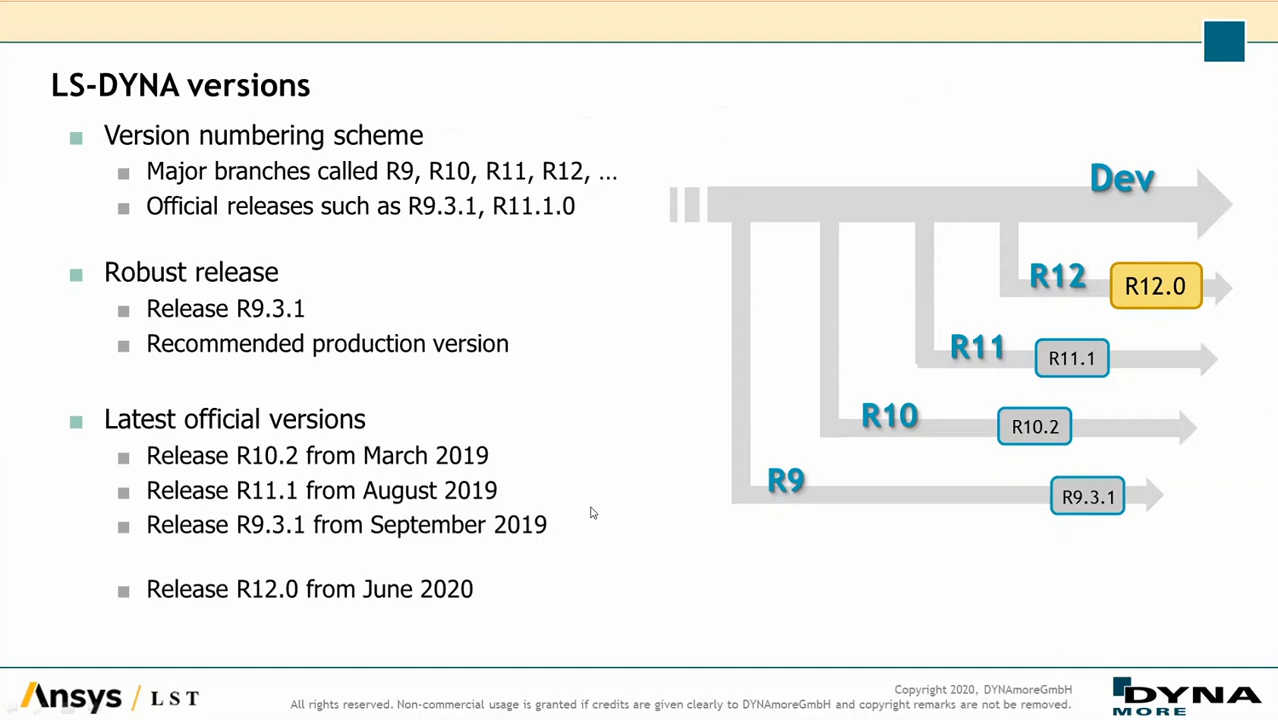 LS-DYNA versions
Version numbering scheme
Major branches called R9, R10, R11, R12, …
Official releases such as R9.3.1, R11.1.0
Robust release
Release R9.3.1
Recommended production version
Latest official versions
Release R10.2 from March 2019
Release R11.1 from August 2019
Release R9.3.1 from September 2019
Release R12.0 from June 2020
Dev
R12
R12.0
R11
R11.1
R10
R10.2
R9
R9.3.1
Ansys / LST
Copyright 2020, DYNAmoreGmbH
All rights reserved. Non-commercial usage is granted if credits are given clearly to DYNAmoreGmbH and copyright remarks are not be removed.
DYNA
MORE